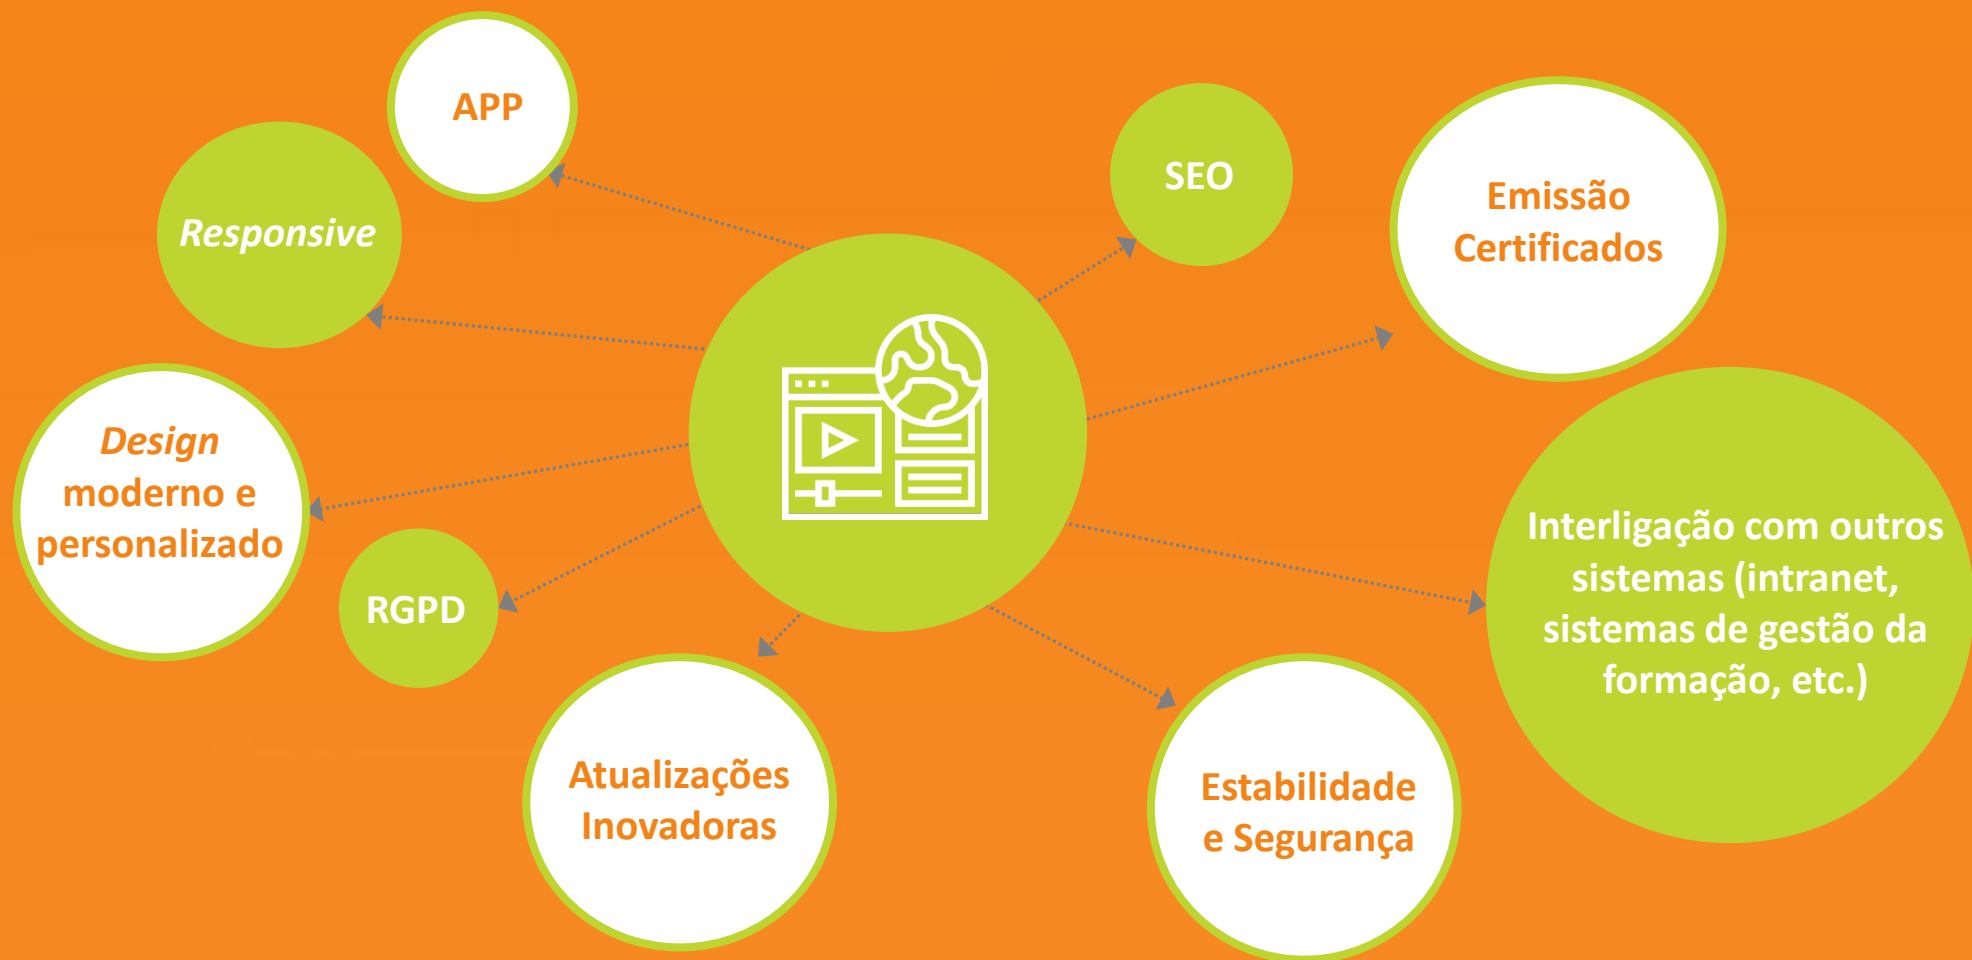 APP
Responsive
SEO
Emissão
Certificados
Design
moderno e
personalizado
RGPD
Interligação com outros
sistemas (intranet,
sistemas de gestão da
formação, etc.)
Atualizações
Inovadoras
Estabilidade
e Segurança